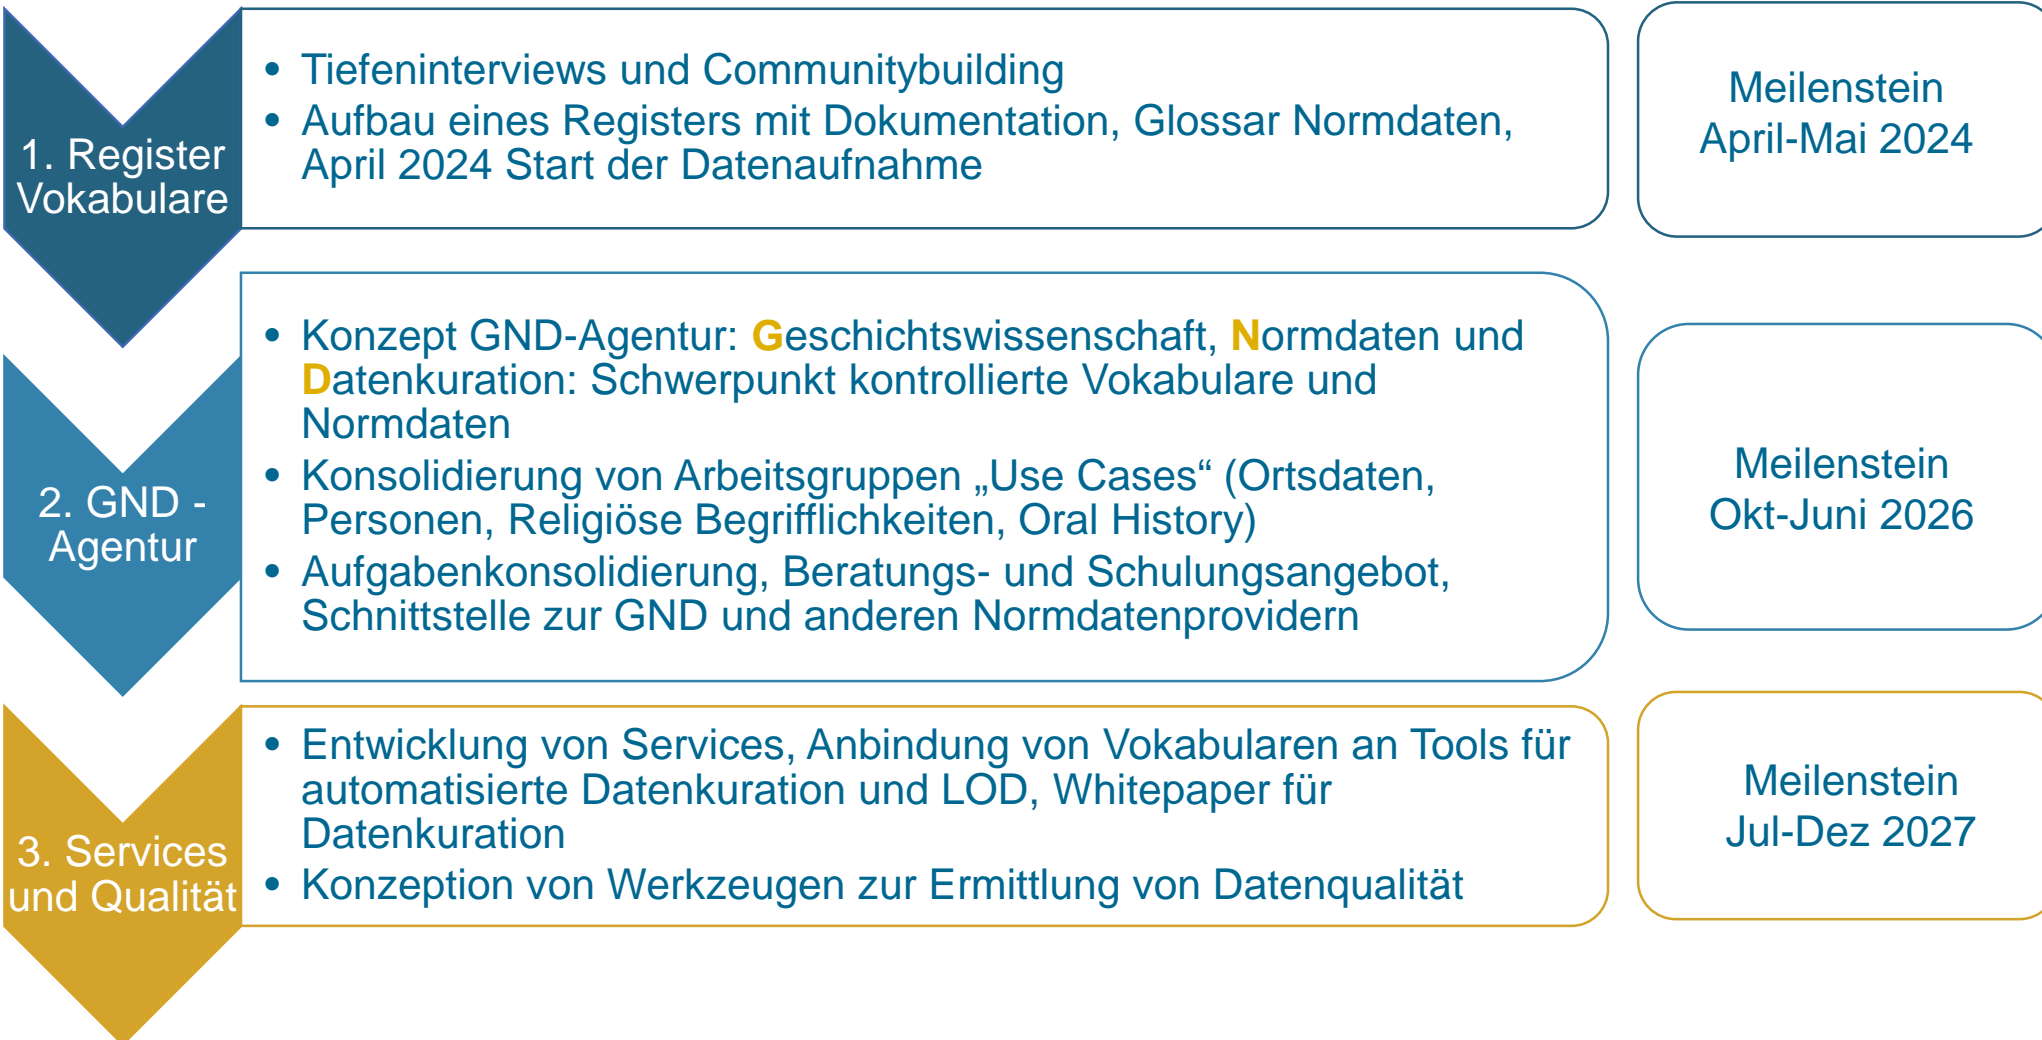 1. Register
Vokabulare
• Tiefeninterviews und Communitybuilding
• Aufbau eines Registers mit Dokumentation, Glossar Normdaten,
April 2024 Start der Datenaufnahme
Meilenstein
April-Mai 2024
2. GND -
Agentur
• Konzept GND-Agentur: Geschichtswissenschaft, Normdaten und
Datenkuration: Schwerpunkt kontrollierte Vokabulare und
Normdaten
• Konsolidierung von Arbeitsgruppen „Use Cases“ (Ortsdaten,
Personen, Religiöse Begrifflichkeiten, Oral History)
• Aufgabenkonsolidierung, Beratungs- und Schulungsangebot,
Schnittstelle zur GND und anderen Normdatenprovidern
Meilenstein
Okt-Juni 2026
3. Services
und Qualität
• Entwicklung von Services, Anbindung von Vokabularen an Tools für
automatisierte Datenkuration und LOD, Whitepaper für
Datenkuration
• Konzeption von Werkzeugen zur Ermittlung von Datenqualität
Meilenstein
Jul-Dez 2027